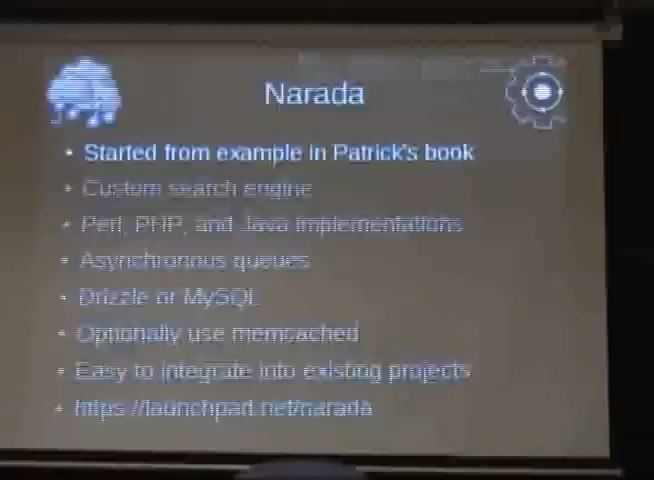 Narada
• Started from example in Patrick's book
• Custom search engine
• Perl, PHP, and Java implementations
• Asynchronous queues
• Drizzle or MySQL
• Optionally use memcached
• Easy to integrate into existing projects
• https://launchpad.net/narada